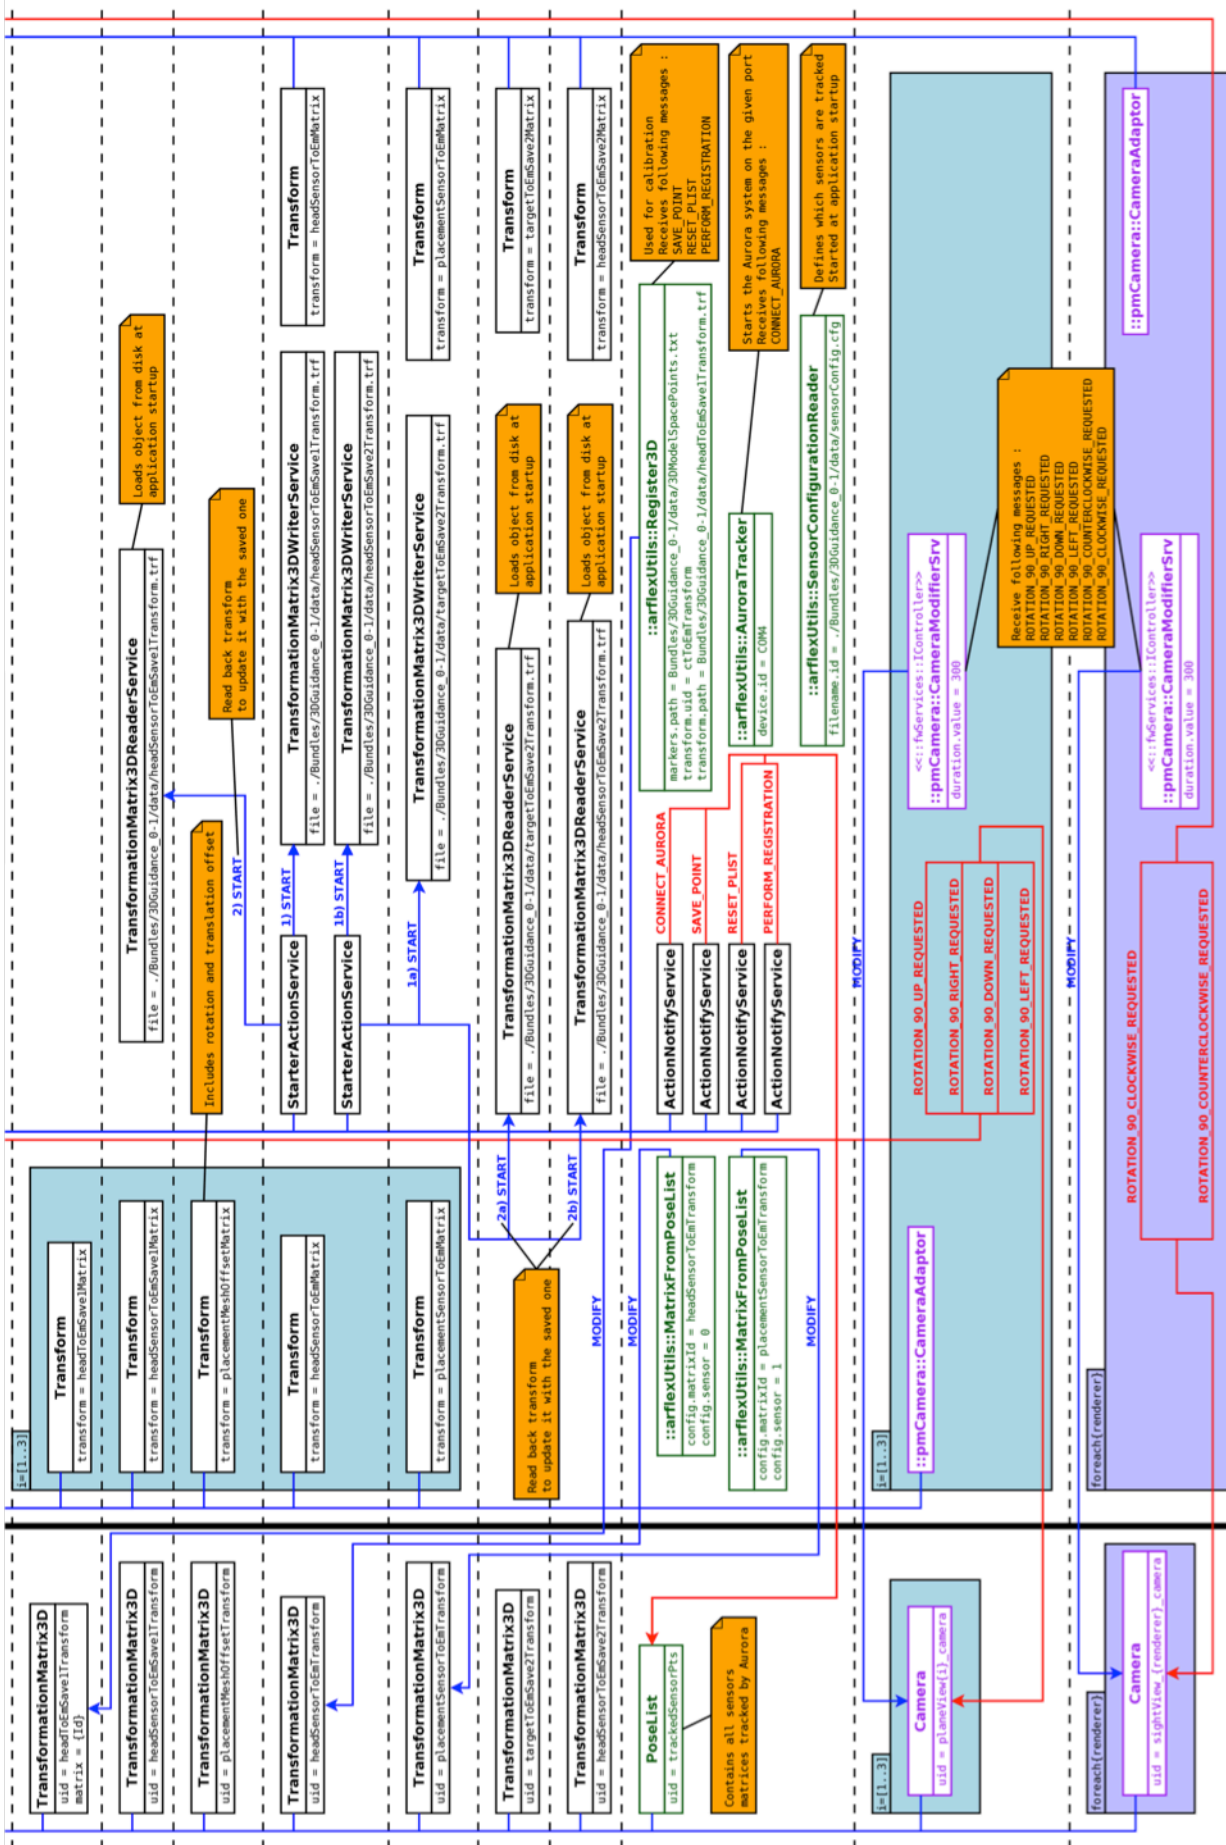 TransformationMatrix3D
uid = headToEmSave1Transform
matrix = {Id}
i=[1..3]
Transform
transform = headToEmSave1Matrix
TransformationMatrix3D
uid = headSensorToEmSave1Transform
Transform
transform = headSensorToEmSave1Matrix
TransformationMatrix3DReaderService
file = ./Bundles/3DGuidance_0-1/data/headSensorToEmSave1Transform.trf
Loads object from disk at
application startup
TransformationMatrix3D
uid = placementMeshOffsetTransform
Transform
transform = placementMeshOffsetMatrix
Includes rotation and translation offset
2) START
Read back transform
to update it with the saved one
TransformationMatrix3D
uid = headSensorToEmTransform
Transform
transform = headSensorToEmMatrix
StarterActionService
1) START
TransformationMatrix3DWriterService
file = ./Bundles/3DGuidance_0-1/data/headSensorToEmSave1Transform.trf
Transform
transform = headSensorToEmMatrix
StarterActionService
1b) START
TransformationMatrix3DWriterService
file = ./Bundles/3DGuidance_0-1/data/headSensorToEmSave2Transform.trf
TransformationMatrix3D
uid = placementSensorToEmTransform
Transform
transform = placementSensorToEmMatrix
1a) START
TransformationMatrix3DWriterService
file = ./Bundles/3DGuidance_0-1/data/targetToEmSave2Transform.trf
Transform
transform = placementSensorToEmMatrix
TransformationMatrix3D
uid = targetToEmSave2Transform
Read back transform
to update it with the saved one
2a) START
TransformationMatrix3DReaderService
file = ./Bundles/3DGuidance_0-1/data/targetToEmSave2Transform.trf
Loads object from disk at
application startup
Transform
transform = targetToEmSave2Matrix
TransformationMatrix3D
uid = headSensorToEmSave2Transform
2b) START
TransformationMatrix3DReaderService
file = ./Bundles/3DGuidance_0-1/data/headSensorToEmSave2Transform.trf
Loads object from disk at
application startup
Transform
transform = headSensorToEmSave2Matrix
MODIFY
MODIFY
PoseList
uid = trackedSensorPts
Contains all sensors
matrices tracked by Aurora
::arflexUtils::MatrixFromPoseList
config.matrixId = headSensorToEmTransform
config.sensor = 0
::arflexUtils::MatrixFromPoseList
config.matrixId = placementSensorToEmTransform
config.sensor = 1
MODIFY
ActionNotifyService
CONNECT_AURORA
ActionNotifyService
SAVE_POINT
ActionNotifyService
RESET_PLIST
ActionNotifyService
PERFORM_REGISTRATION
::arflexUtils::Register3D
markers.path = Bundles/3DGuidance_0-1/data/3DModelSpacePoints.txt
transform.uid = ctToEmTransform
transform.path = Bundles/3DGuidance_0-1/data/headToEmSave1Transform.trf
Used for calibration
Receives following messages :
SAVE_POINT
RESET_PLIST
PERFORM_REGISTRATION
::arflexUtils::AuroraTracker
device.id = COM4
Starts the Aurora system on the given port
Receives following messages :
CONNECT_AURORA
::arflexUtils::SensorConfigurationReader
filename.id = ./Bundles/3DGuidance_0-1/data/sensorConfig.cfg
Defines which sensors are tracked
Started at application startup
MODIFY
i=[1..3]
Camera
uid = planeView{i}_camera
i=[1..3]
::pmCamera::CameraAdaptor
ROTATION_90_UP_REQUESTED
ROTATION_90_RIGHT_REQUESTED
ROTATION_90_DOWN_REQUESTED
ROTATION_90_LEFT_REQUESTED
<<::fwServices::IController>>
::pmCamera::CameraModifierSrv
duration.value = 300
Receive following messages :
ROTATION_90_UP_REQUESTED
ROTATION_90_RIGHT_REQUESTED
ROTATION_90_DOWN_REQUESTED
ROTATION_90_LEFT_REQUESTED
ROTATION_90_COUNTERCLOCKWISE_REQUESTED
ROTATION_90_CLOCKWISE_REQUESTED
MODIFY
foreach{renderer}
Camera
uid = sightView_{renderer}_camera
foreach{renderer}
ROTATION_90_CLOCKWISE_REQUESTED
ROTATION_90_COUNTERCLOCKWISE_REQUESTED
<<::fwServices::IController>>
::pmCamera::CameraModifierSrv
duration.value = 300
::pmCamera::CameraAdaptor